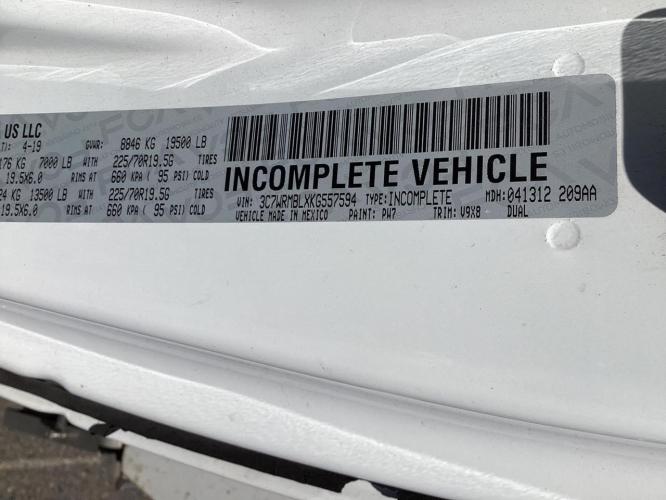 US LLC
T): 4-19 GVWR: 8846 KG 19500 LB
176 KG 7000 LB WITH 225/70R19.5G TIRES
19.5X6.0 RIMS AT 660 KPA ( 95 PSI) COLD
24 KG 13500 LB WITH 225/70R19.5G TIRES
19.5X6.0 RIMS AT 660 KPA ( 95 PSI) COLD
INCOMPLETE VEHICLE
VIN: 3C7WRMBLXKG557594 TYPE: INCOMPLETE MDH: 041312 209AA
VEHICLE MADE IN MEXICO PAINT: PW7 TRIM: V9X8 DUAL